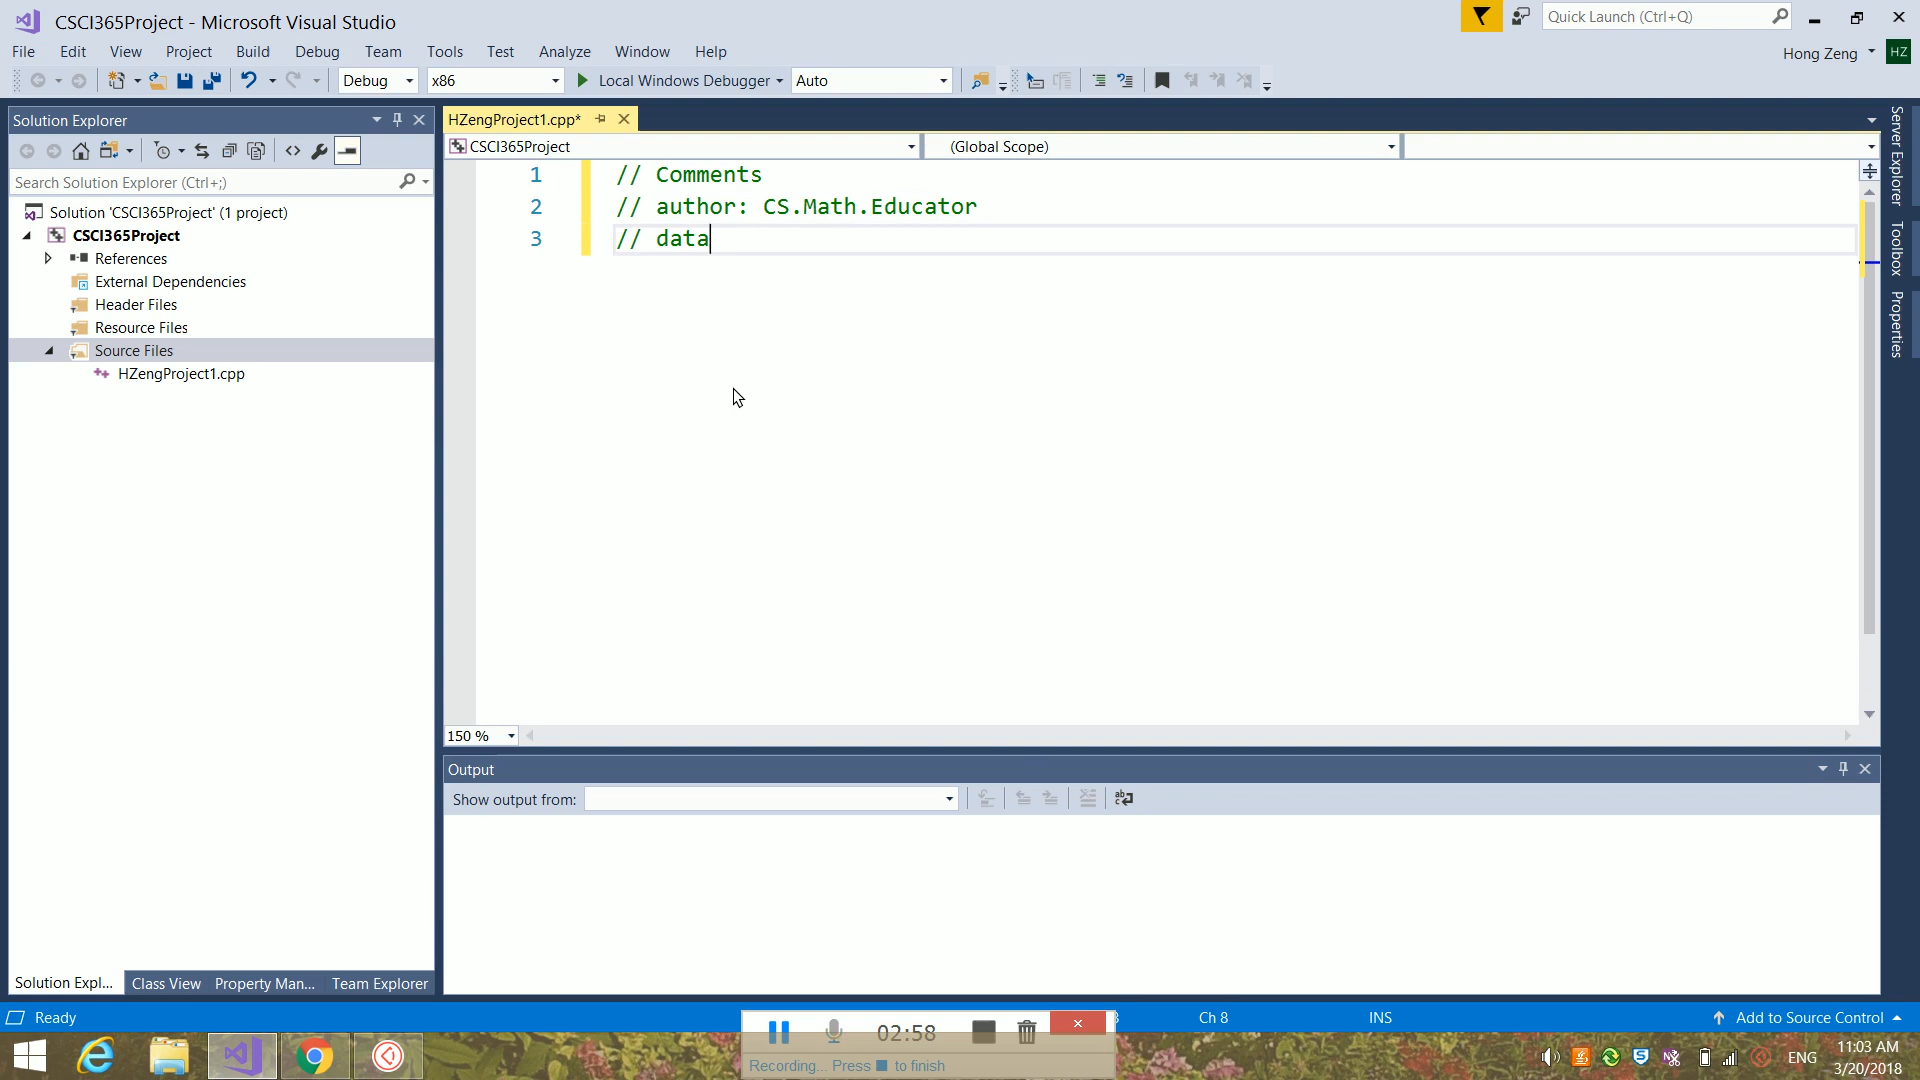 CSCI365Project - Microsoft Visual Studio
Quick Launch (Ctrl+Q)
File Edit View Project Build Debug Team Tools Test Analyze Window Help
Hong Zeng HZ
Debug x86 Local Windows Debugger Auto
Solution Explorer
HZengProject1.cpp*
CSCI365Project (Global Scope)
Search Solution Explorer (Ctrl+;)
Solution 'CSCI365Project' (1 project)
CSCI365Project
References
External Dependencies
Header Files
Resource Files
Source Files
HZengProject1.cpp
1 // Comments
2 // author: CS.Math.Educator
3 // data
Server Explorer
Toolbox
Properties
150 %
Output
Show output from:
Solution Expl... Class View Property Man... Team Explorer
Ready
Ch 8 INS
Add to Source Control
02:58
Recording... Press to finish
ENG
11:03 AM
3/20/2018